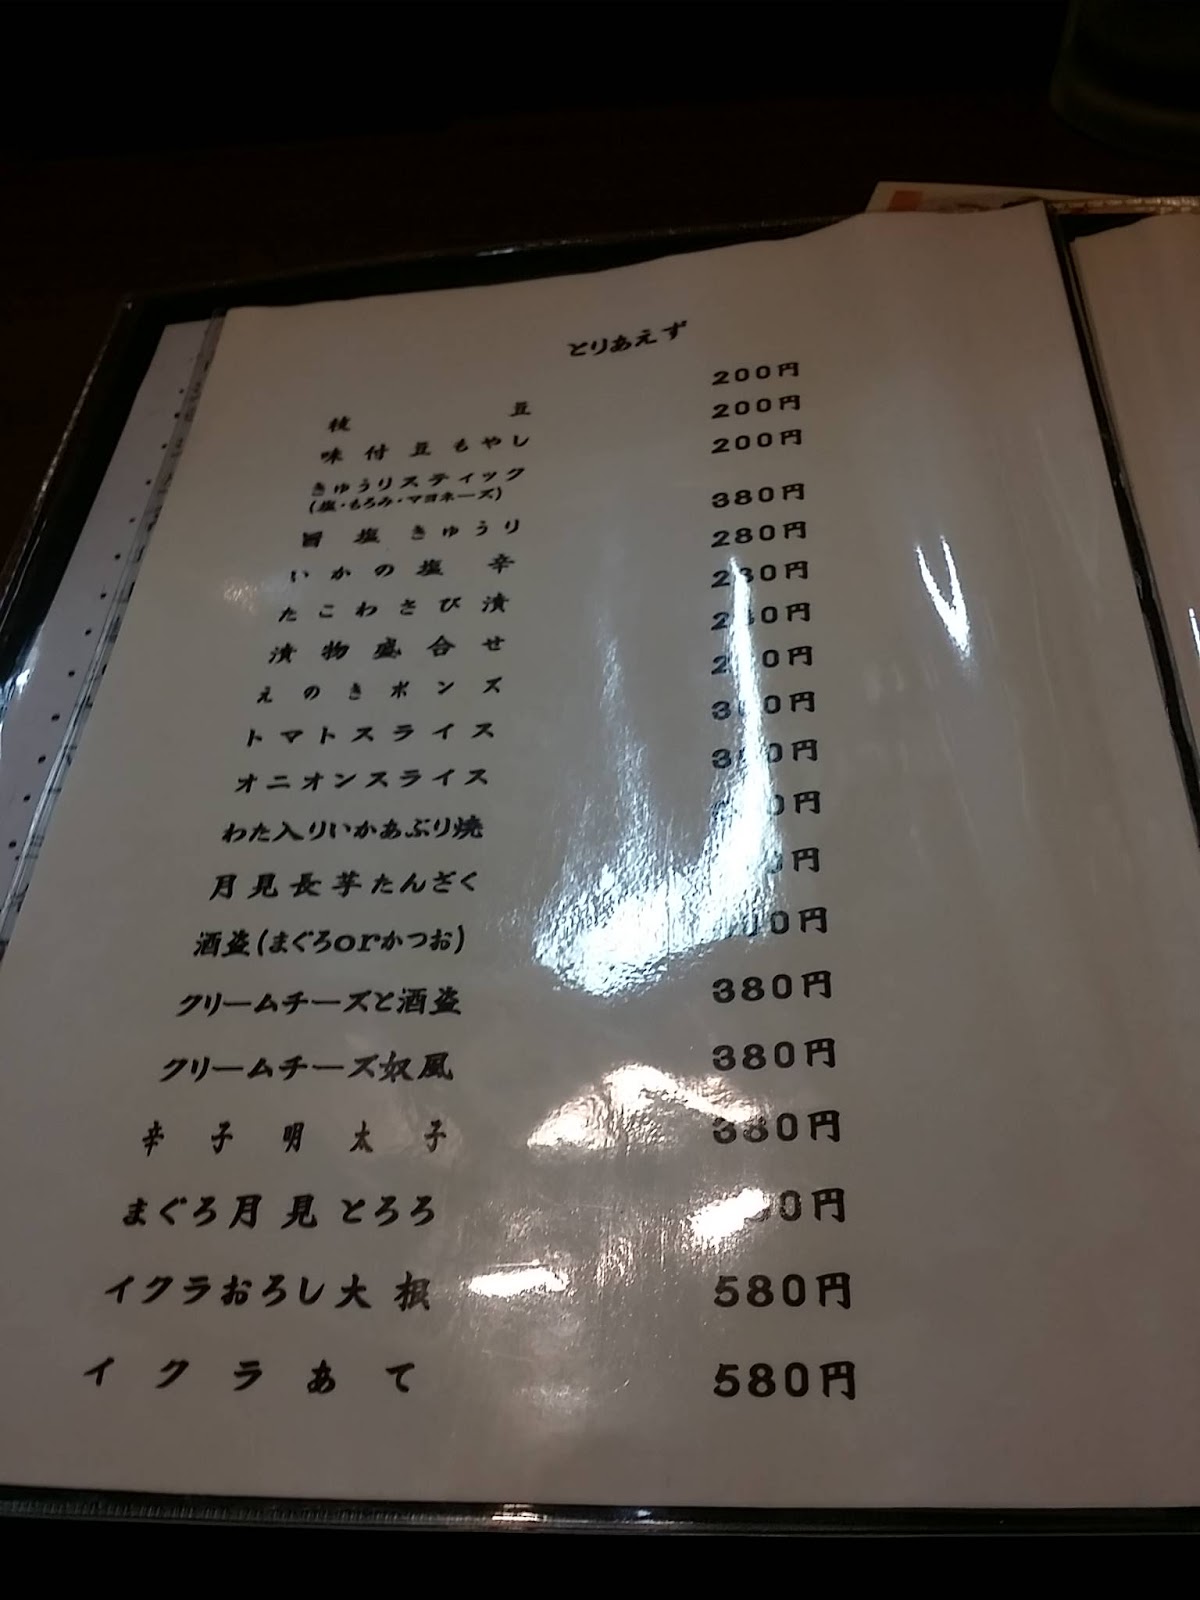 とりあえず
枝豆 200円
味付豆もやし 200円
きゅうりスティック 200円
(塩・もろみ・マヨネーズ)
旨塩きゅうり 380円
いかの塩辛 280円
たこわさび漬 280円
漬物盛合せ
えのきポンズ
トマトスライス
オニオンスライス
わた入りいかあぶり焼
月見長芋たんざく
酒盗(まぐろorかつお)
クリームチーズと酒盗 380円
クリームチーズ奴風 380円
辛子明太子 380円
まぐろ月見とろろ
イクラおろし大根 580円
イクラあて 580円